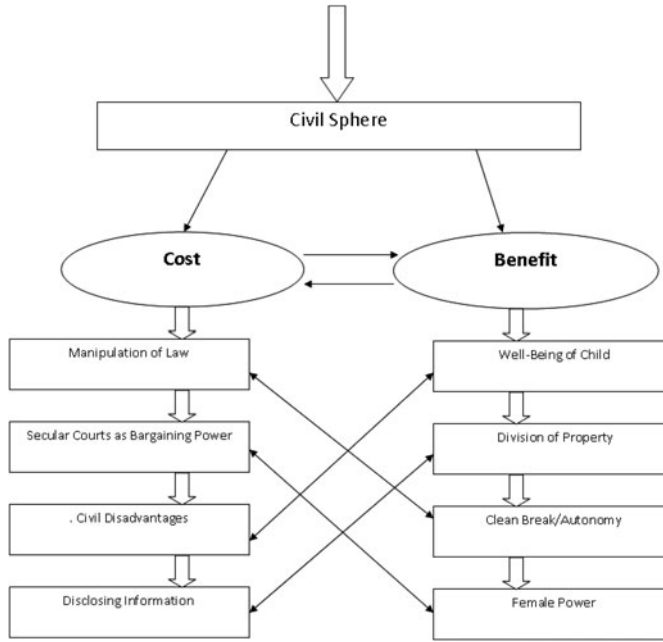 Civil Sphere
Cost
Benefit
Manipulation of Law
Well-Being of Child
Secular Courts as Bargaining Power
Division of Property
. Civil Disadvantages
Clean Break/Autonomy
Disclosing Information
Female Power